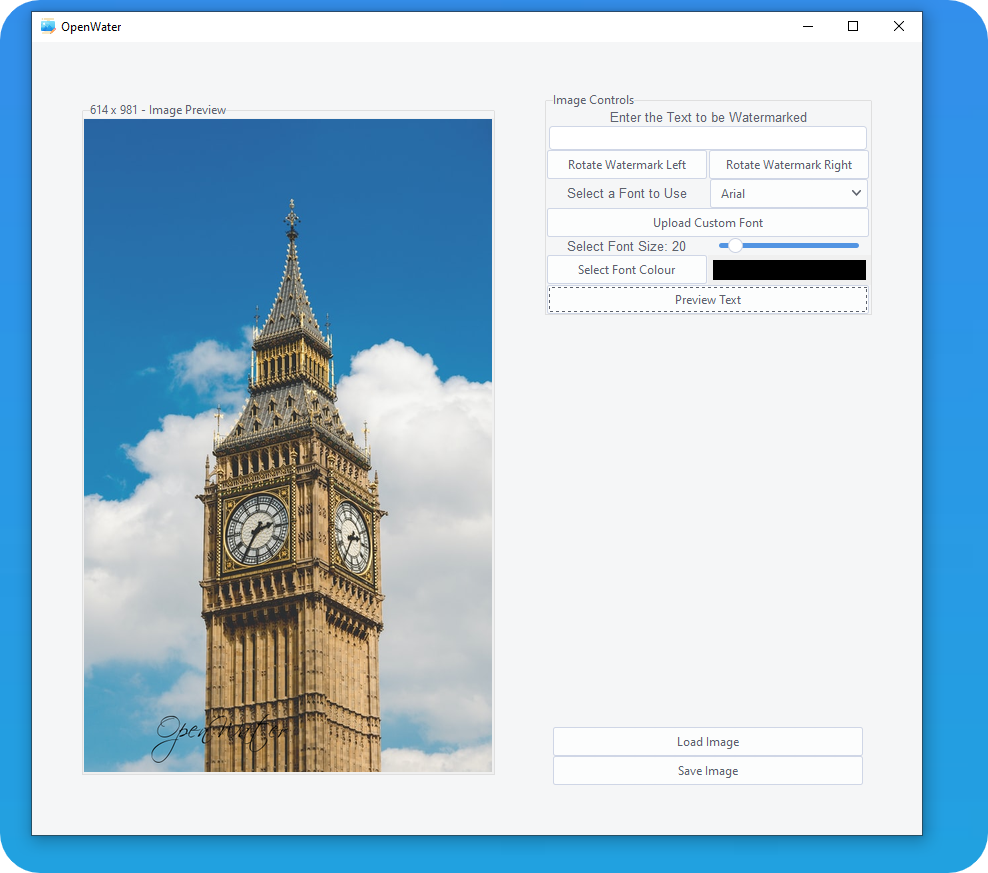 OpenWater
614 x 981 - Image Preview
OpenWater
Image Controls
Enter the Text to be Watermarked
Rotate Watermark Left
Rotate Watermark Right
Select a Font to Use
Arial
Upload Custom Font
Select Font Size: 20
Select Font Colour
Preview Text
Load Image
Save Image